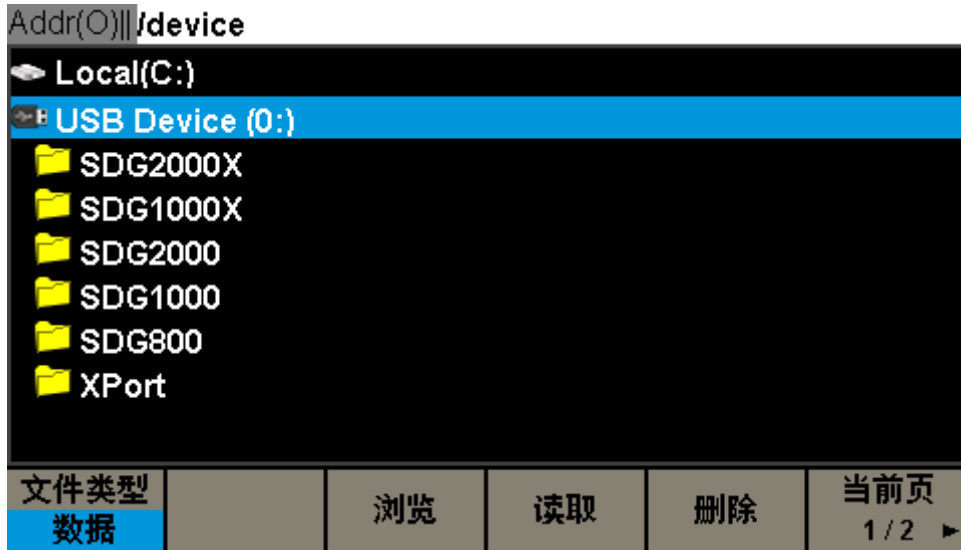 Addr(O)|| /device
Local(C:)
USB Device (0:)
SDG2000X
SDG1000X
SDG2000
SDG1000
SDG800
XPort
文件类型 浏览 读取 删除 当前页
数据 1/2 ►